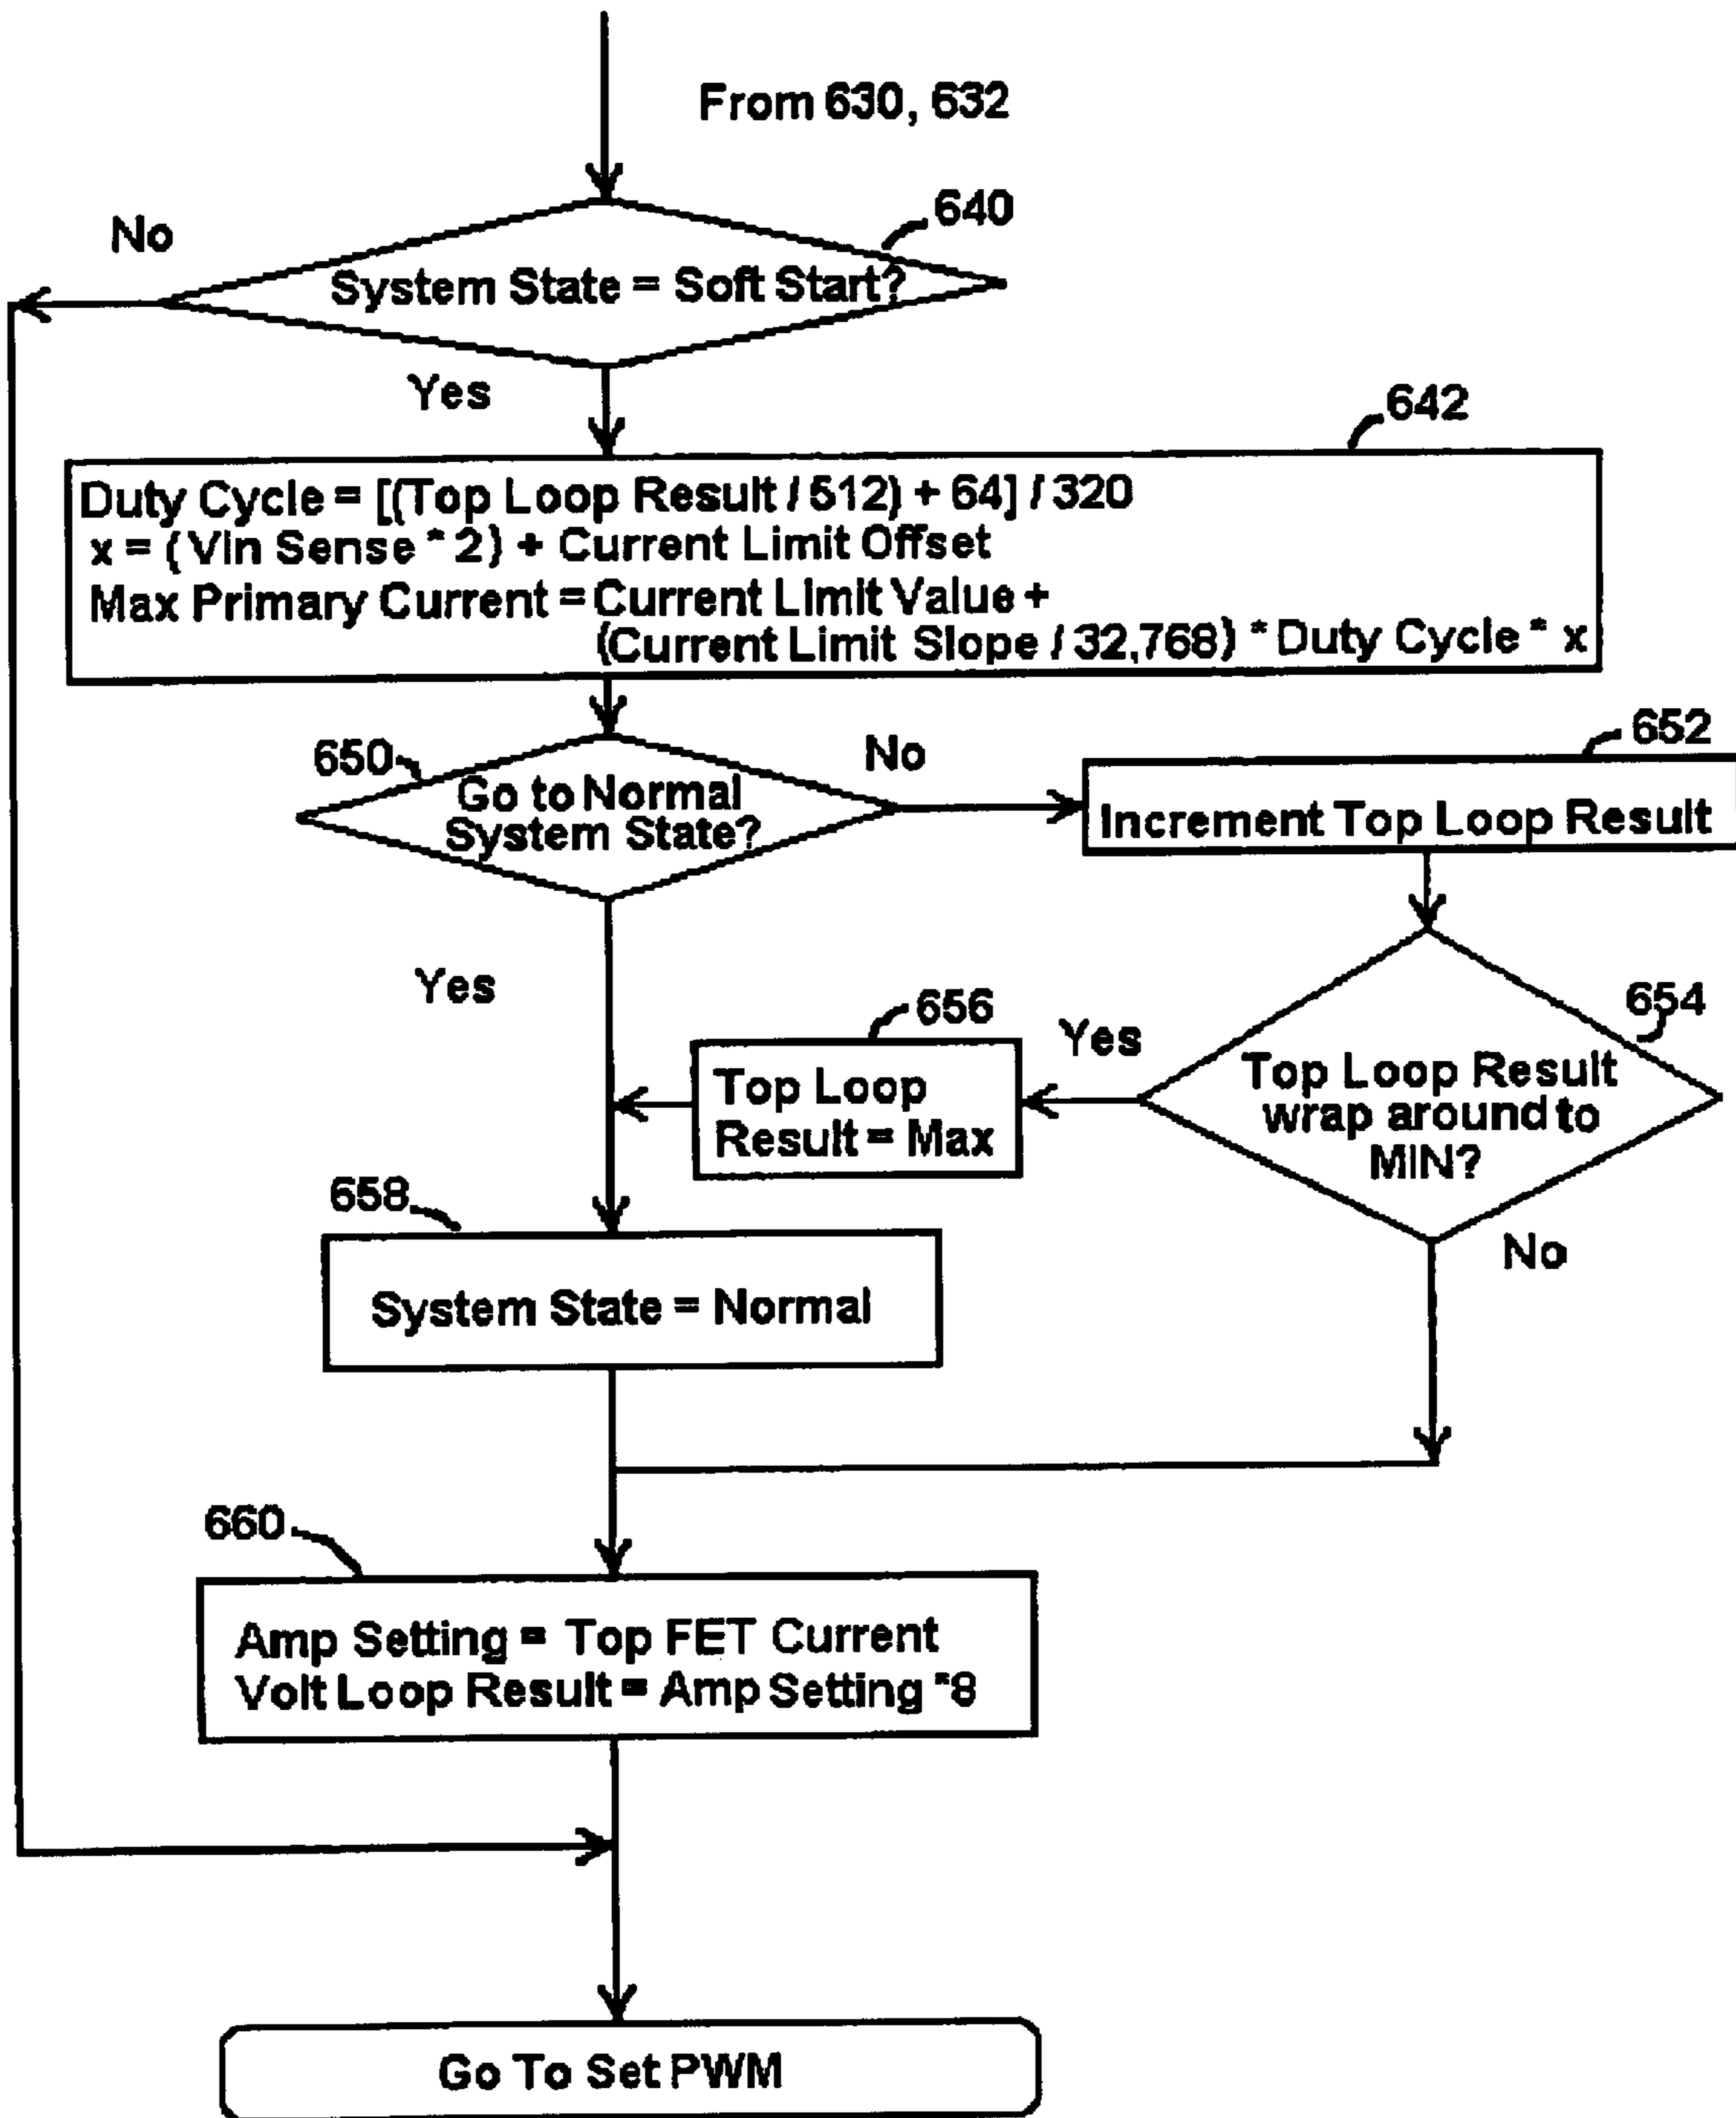 From 630, 632
640
No
System State = Soft Start?
Yes
642
Duty Cycle = [(Top Loop Result / 512) + 64] / 320
x = (Vin Sense * 2) + Current Limit Offset
Max Primary Current = Current Limit Value +
(Current Limit Slope / 32,768) * Duty Cycle * x
650
No
652
Go to Normal
System State?
Increment Top Loop Result
Yes
656
Yes
654
Top Loop
Result = Max
Top Loop Result
wrap around to
MIN?
658
No
System State = Normal
660
Amp Setting = Top FET Current
Volt Loop Result = Amp Setting *8
Go To Set PWM